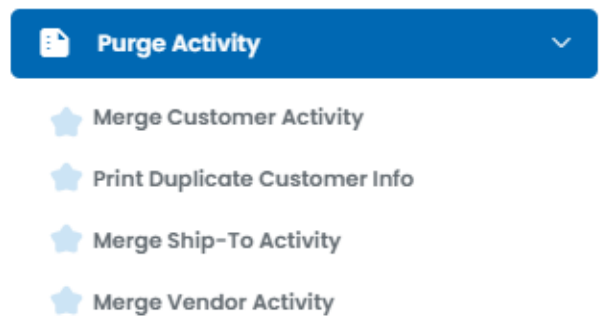 Purge Activity
Merge Customer Activity
Print Duplicate Customer Info
Merge Ship-To Activity
Merge Vendor Activity